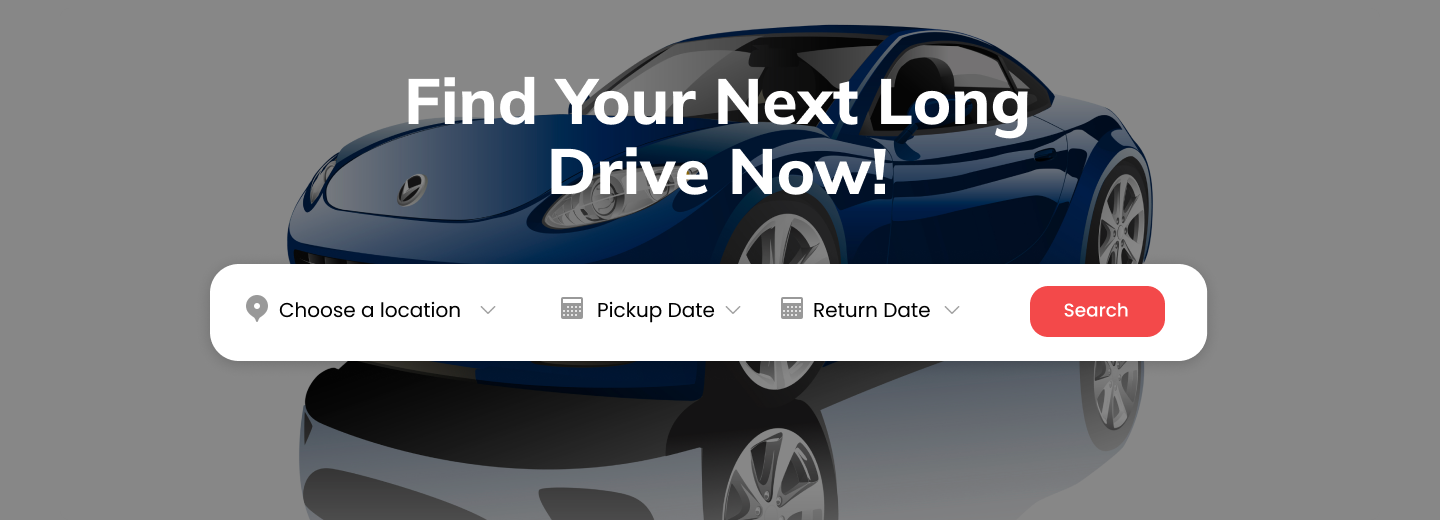 Find Your Next Long
Drive Now!
Choose a location
Pickup Date
Return Date
Search